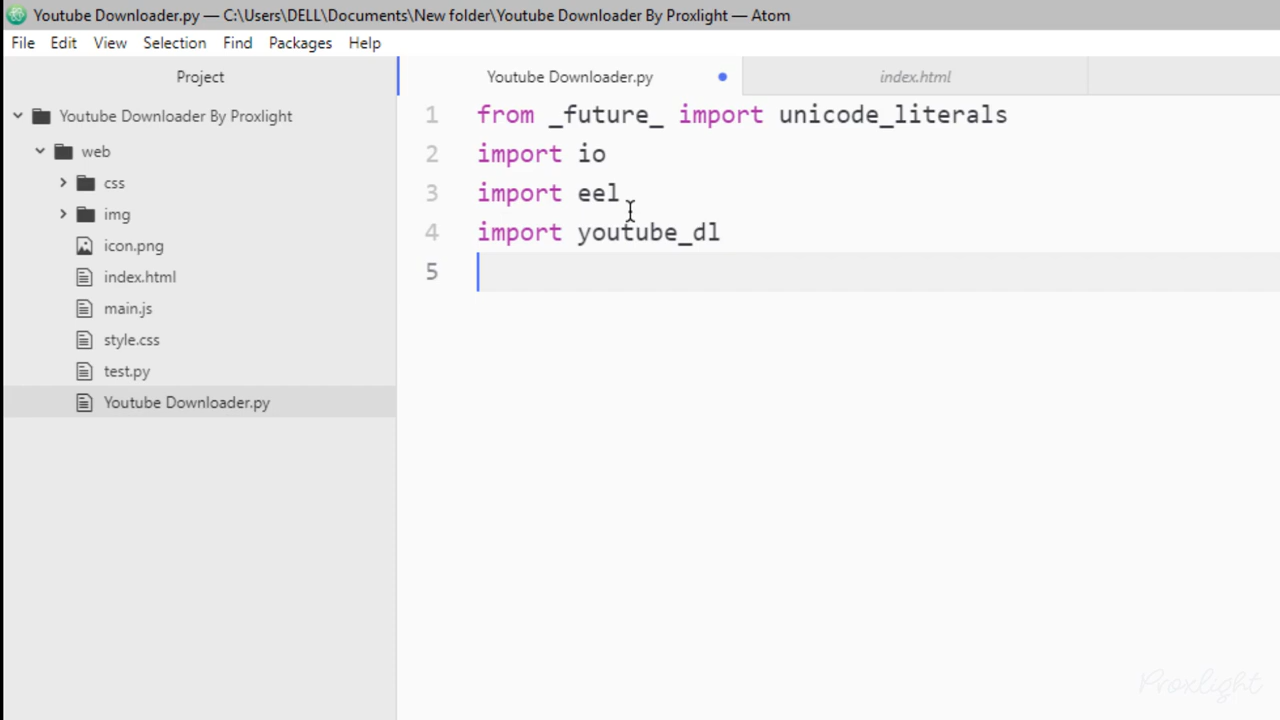 Youtube Downloader.py — C:\Users\DELL\Documents\New folder\Youtube Downloader By Proxlight — Atom
File Edit View Selection Find Packages Help
Project
Youtube Downloader By Proxlight
web
css
img
icon.png
index.html
main.js
style.css
test.py
Youtube Downloader.py
Youtube Downloader.py index.html
1 from _future_ import unicode_literals
2 import io
3 import eel
4 import youtube_dl
5
Proxlight